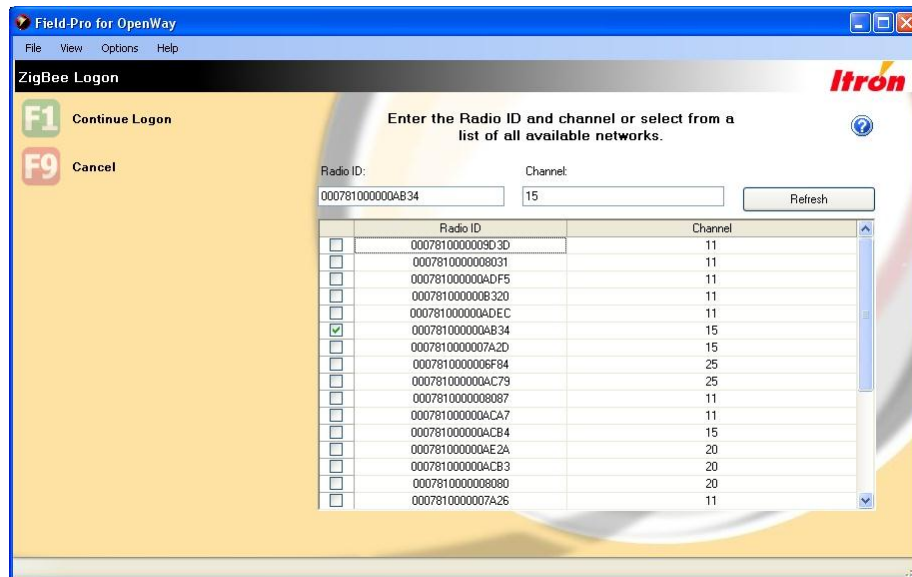 Field-Pro for OpenWay
File View Options Help
ZigBee Logon
Itrón
F1 Continue Logon
F9 Cancel
Enter the Radio ID and channel or select from a
list of all available networks.
Radio ID: Channel:
000781000000AB34 15 Refresh
Radio ID Channel
0007810000009D3D 11
0007810000008031 11
000781000000ADF5 11
000781000000B320 11
000781000000ADEC 11
000781000000AB34 15
0007810000007A2D 15
0007810000006F84 25
000781000000AC79 25
0007810000008087 11
000781000000ACA7 11
000781000000ACB4 15
000781000000AE2A 20
000781000000ACB3 20
0007810000008080 20
0007810000007A26 11